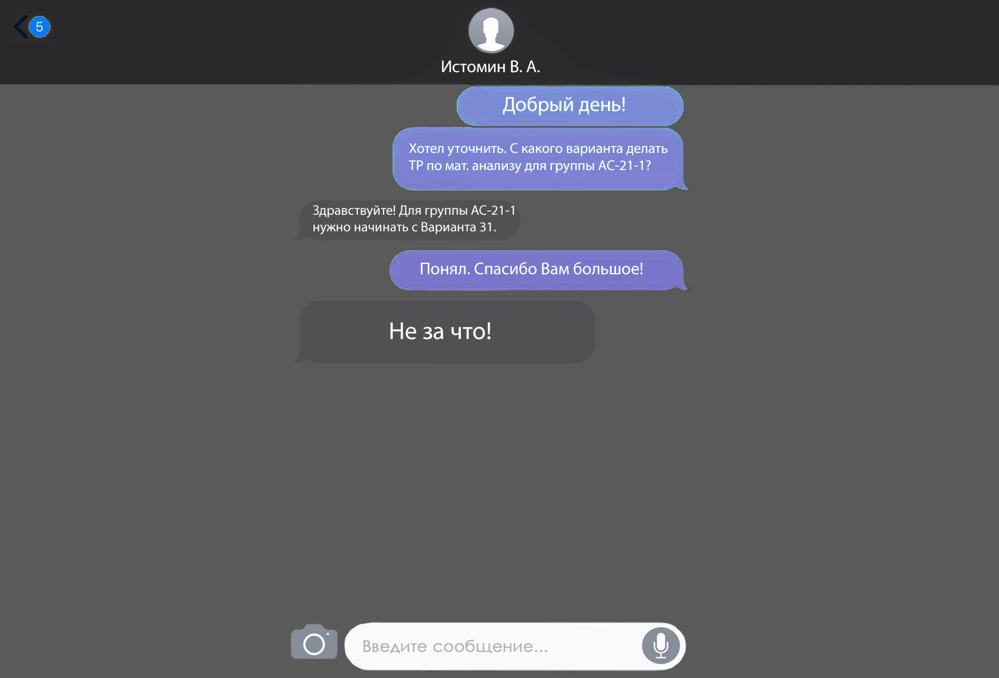 5
Истомин В. А.
Добрый день!
Хотел уточнить. С какого варианта делать
ТР по мат. анализу для группы АС-21-1?
Здравствуйте! Для группы АС-21-1
нужно начинать с Варианта 31.
Понял. Спасибо Вам большое!
Не за что!
Введите сообщение...